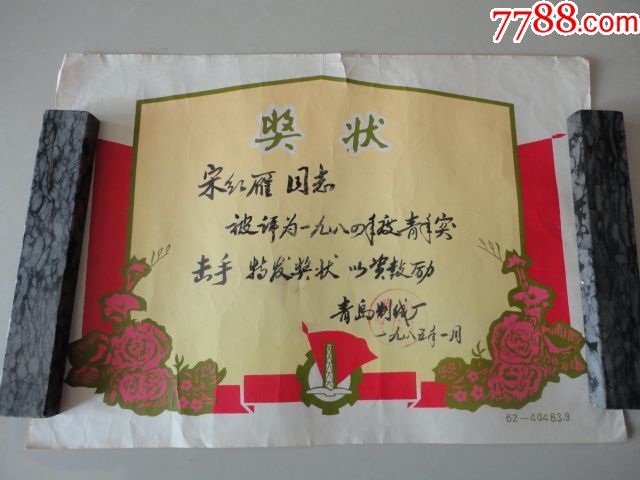 7788.com
奖状
宋红雁 同志
被评为一九八四年度青年突
击手 特发奖状 以资鼓励
青岛制线厂
一九八五年一月
62-40483.9